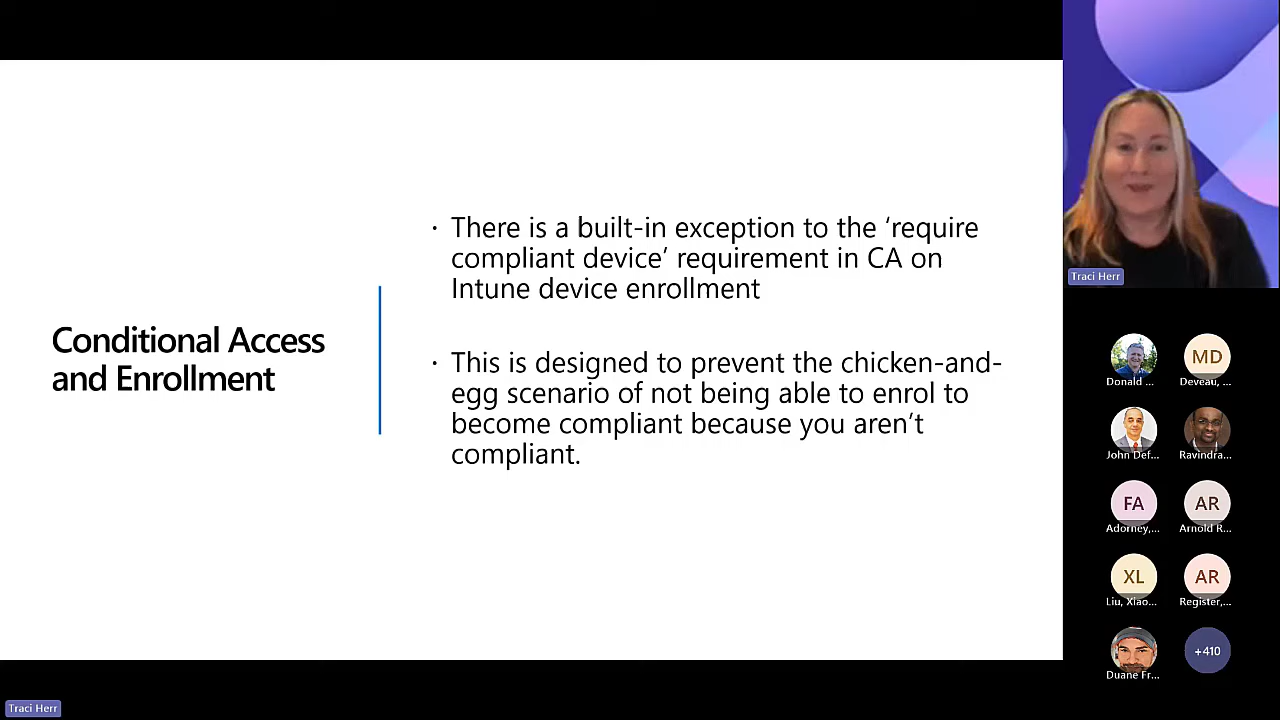 Conditional Access
and Enrollment
· There is a built-in exception to the ‘require
compliant device’ requirement in CA on
Intune device enrollment
· This is designed to prevent the chicken-and-
egg scenario of not being able to enrol to
become compliant because you aren’t
compliant.
Traci Herr
Donald ...
MD
Deveau, ...
John Def...
Ravindra...
FA
Adorney,...
AR
Arnold R...
XL
Liu, Xiao...
AR
Register,...
Duane Fr...
+410
Traci Herr